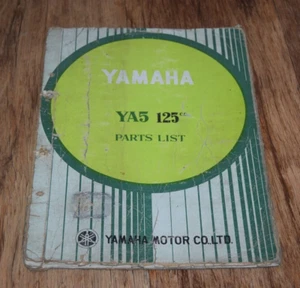 YAMAHA
YA5 125cc
PARTS LIST
YAMAHA MOTOR CO.LTD.